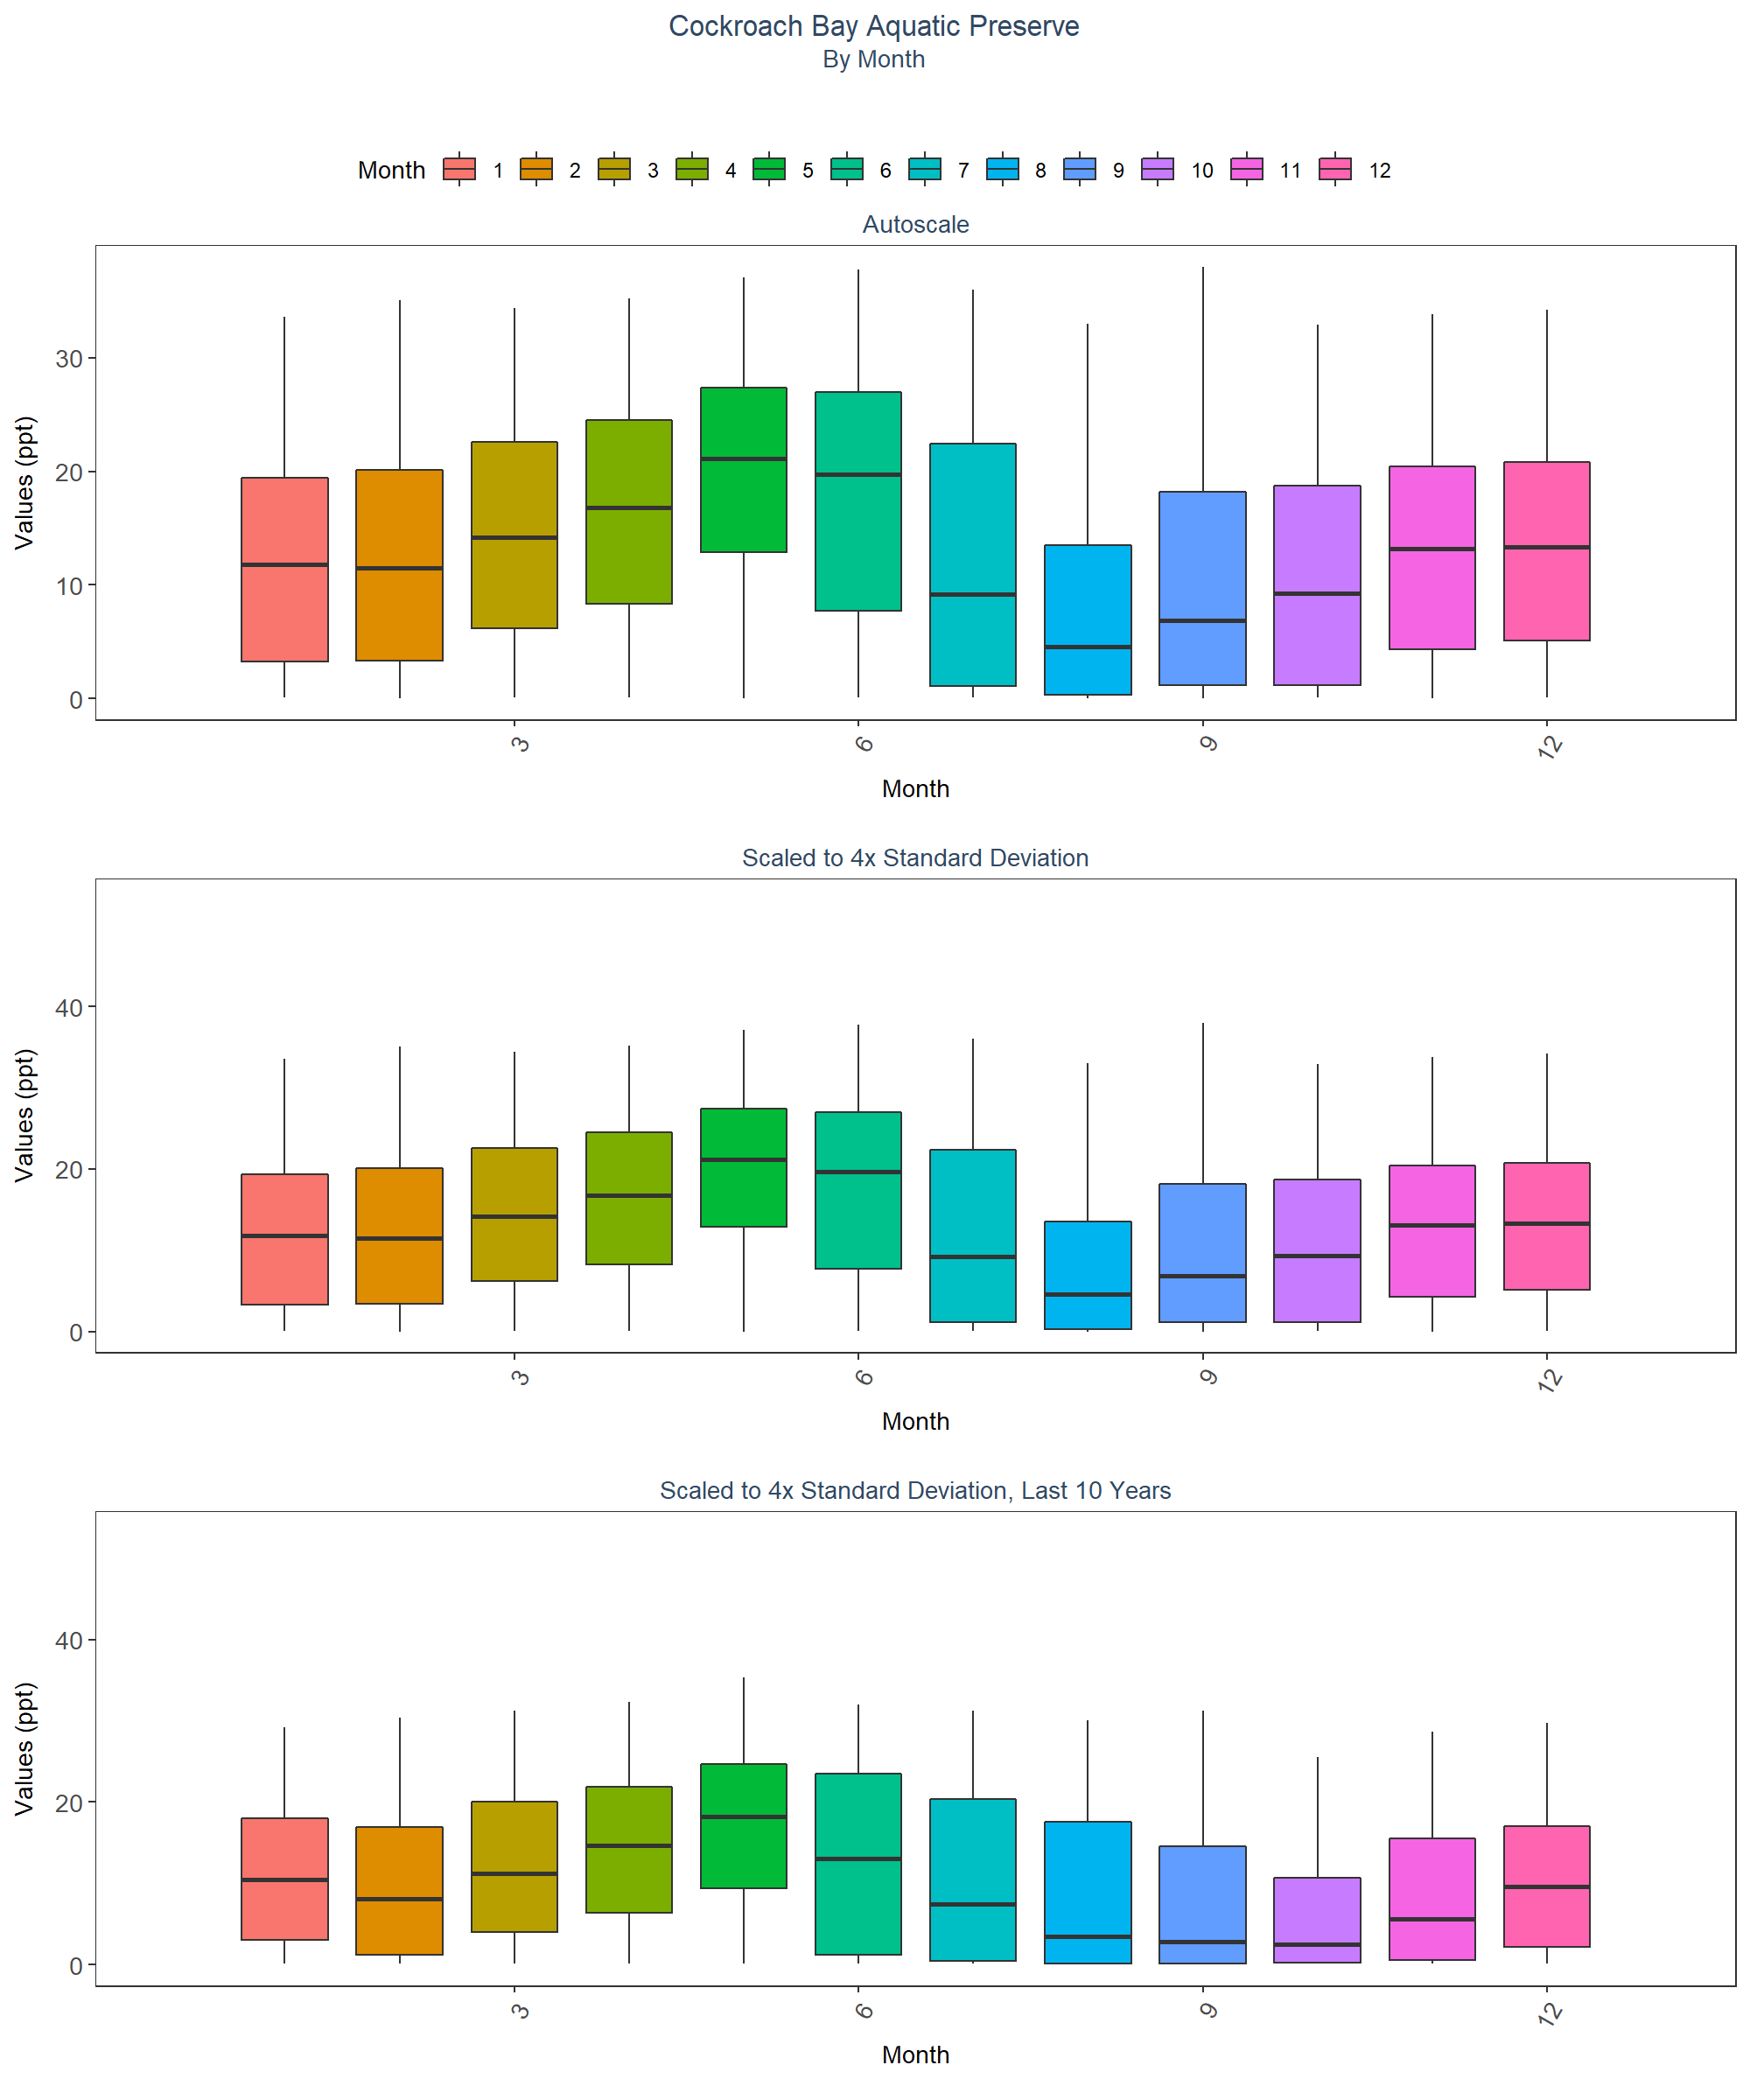 Cockroach Bay Aquatic Preserve
By Month
Month 1 2 3 4 5 6 7 8 9 10 11 12
Autoscale
Values (ppt)
30
20
10
0
3 6 9 12
Month
Scaled to 4x Standard Deviation
Values (ppt)
40
20
0
3 6 9 12
Month
Scaled to 4x Standard Deviation, Last 10 Years
Values (ppt)
40
20
0
3 6 9 12
Month